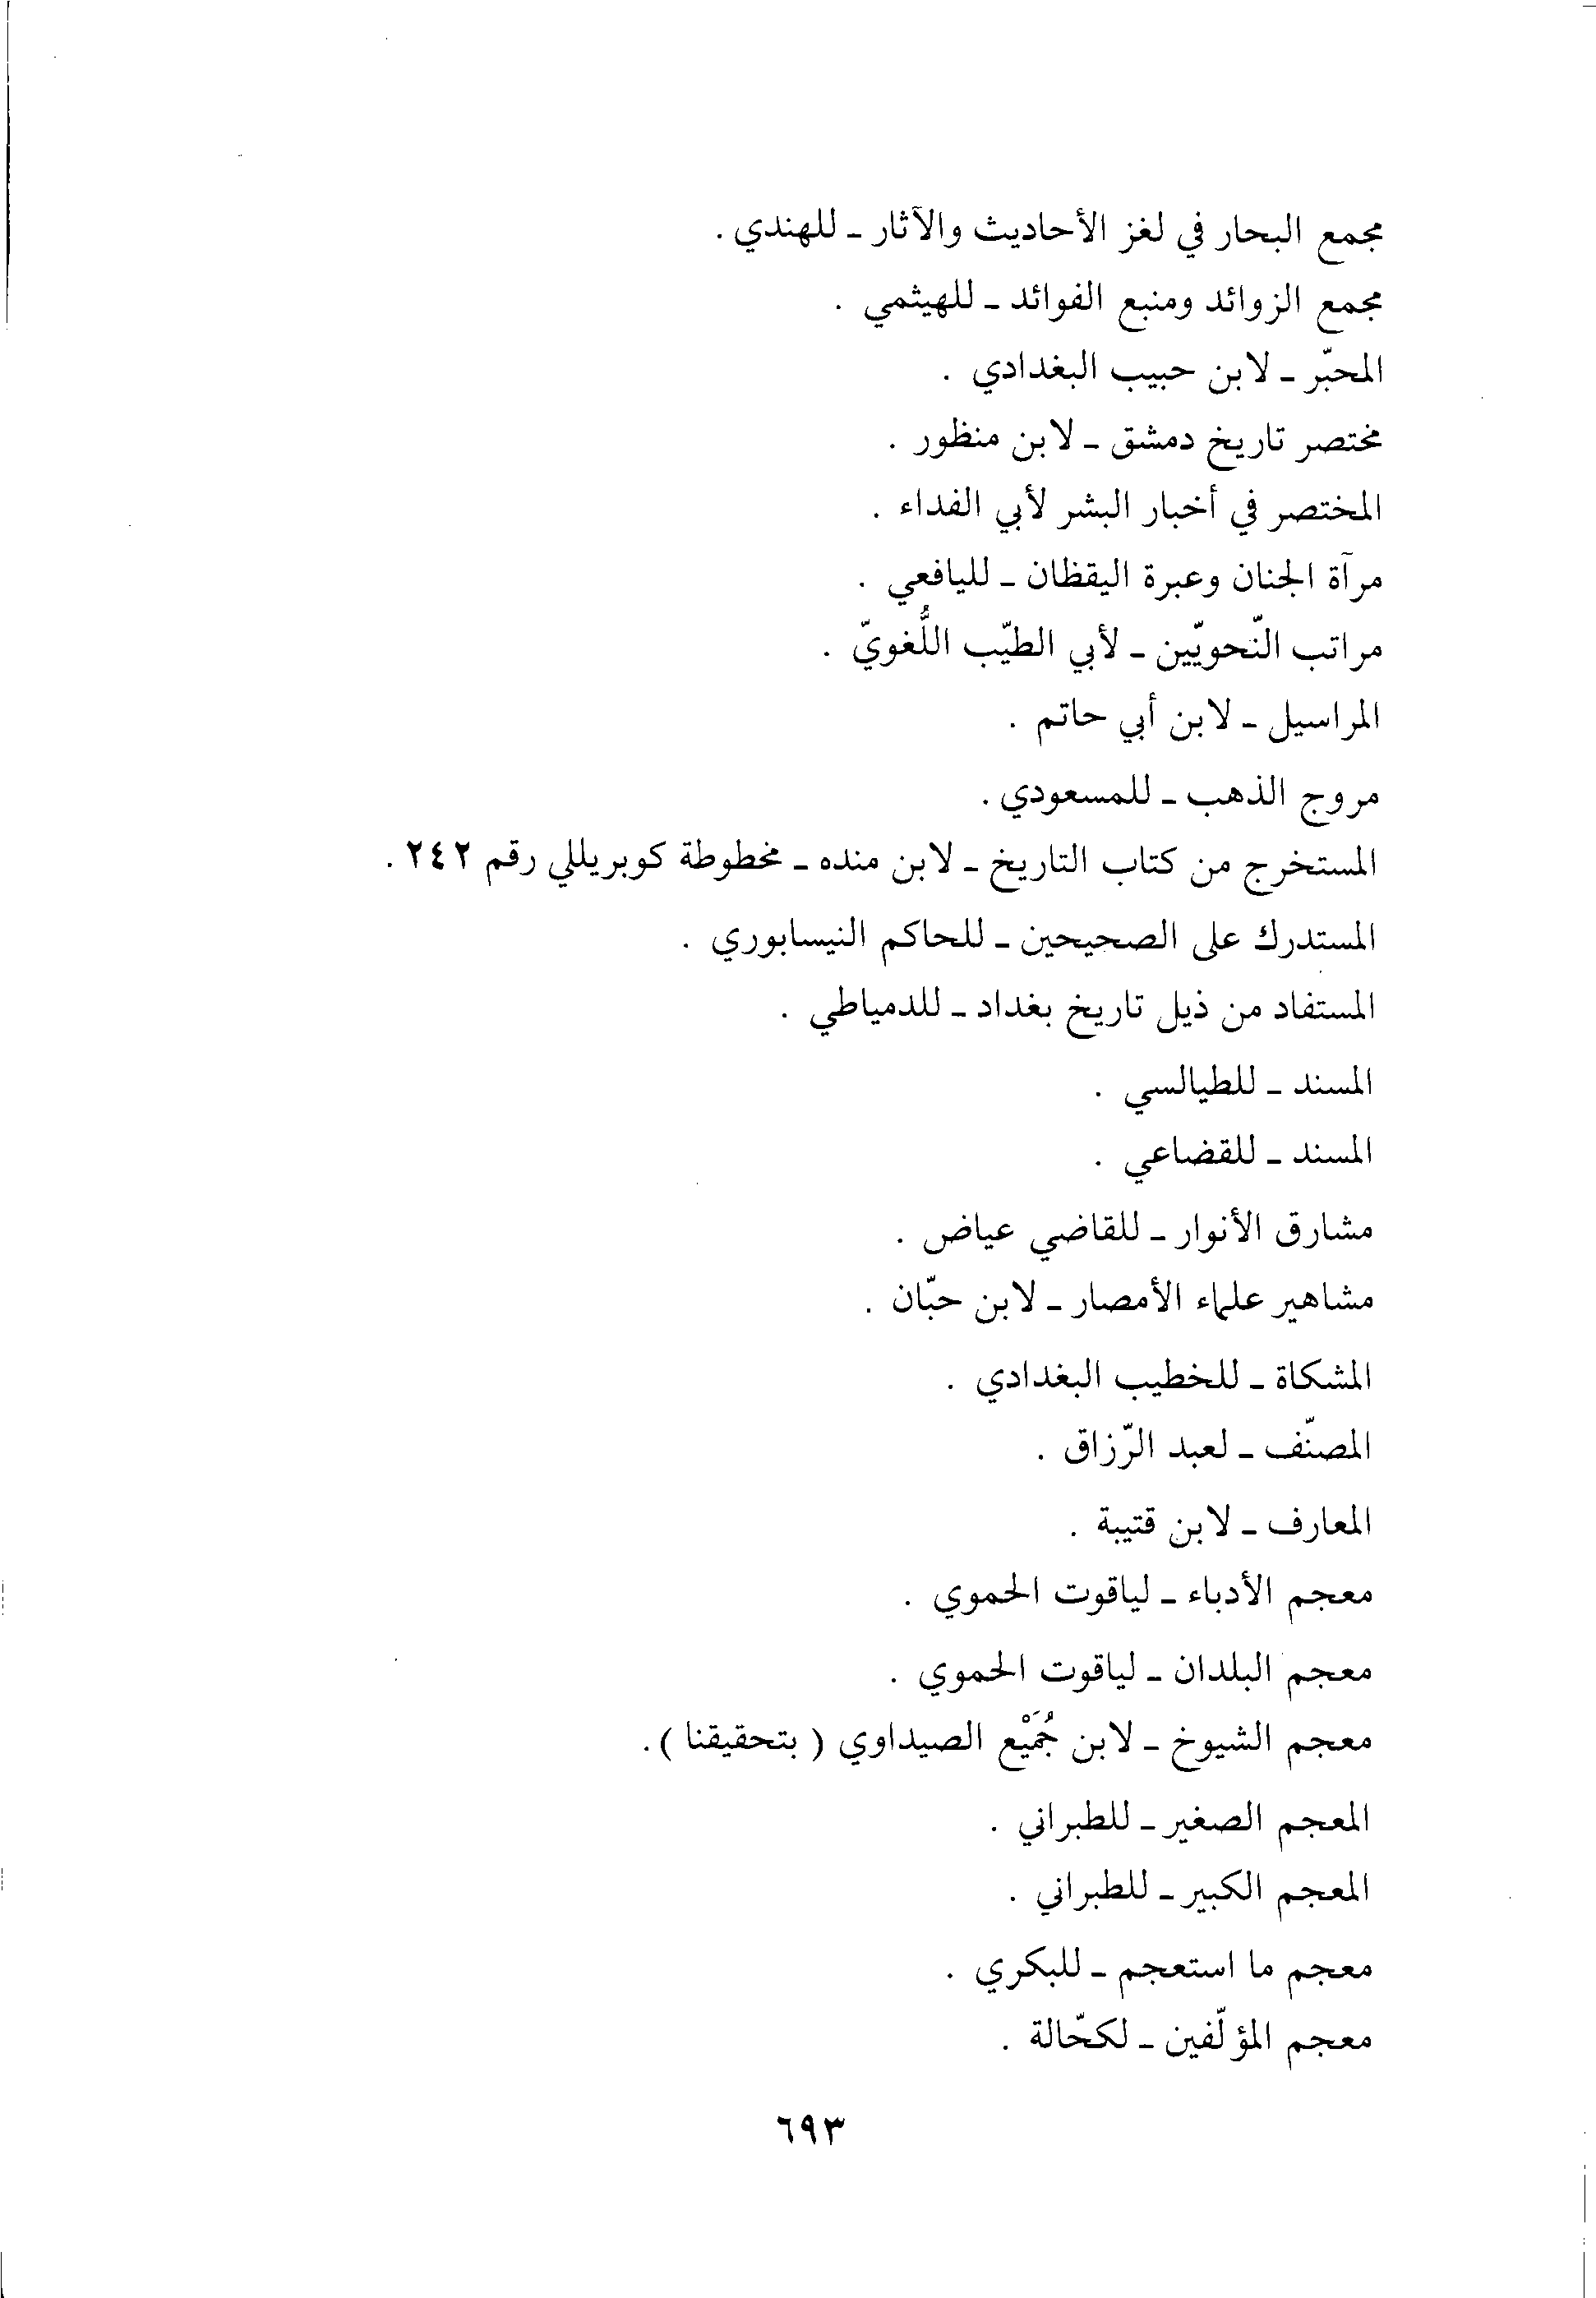 مجمع البحار في لغز الأحاديث والآثار ـ للهندي .
مجمع الزوائد ومنبع الفوائد ـ للهيثمي .
المحبّر ـ لابن حبيب البغدادي .
مختصر تاريخ دمشق ـ لابن منظور .
المختصر في أخبار البشر لأبي الفداء .
مرآة الجنان وعبرة اليقظان ـ لليافعي .
مراتب النّحويّين ـ لأبي الطيّب اللُّغويّ .
المراسيل ـ لابن أبي حاتم .
مروج الذهب ـ للمسعودي .
المستخرج من كتاب التاريخ ـ لابن منده ـ مخطوطة كوبريللي رقم ٢٤٢ .
المستدرك على الصحيحين ـ للحاكم النيسابوري .
المستفاد من ذيل تاريخ بغداد ـ للدمياطي .
المسند ـ للطيالسي .
المسند ـ للقضاعي .
مشارق الأنوار ـ للقاضي عياض .
مشاهير علماء الأمصار ـ لابن حبّان .
المشكاة ـ للخطيب البغدادي .
المصنّف ـ لعبد الرّزاق .
المعارف ـ لابن قتيبة .
معجم الأدباء ـ لياقوت الحموي .
معجم البلدان ـ لياقوت الحموي .
معجم الشيوخ ـ لابن جُمَيْع الصيداوي ( بتحقيقنا ) .
المعجم الصغير ـ للطبراني .
المعجم الكبير ـ للطبراني .
معجم ما استعجم ـ للبكري .
معجم المؤلّفين ـ لكحّالة .
٦٩٣